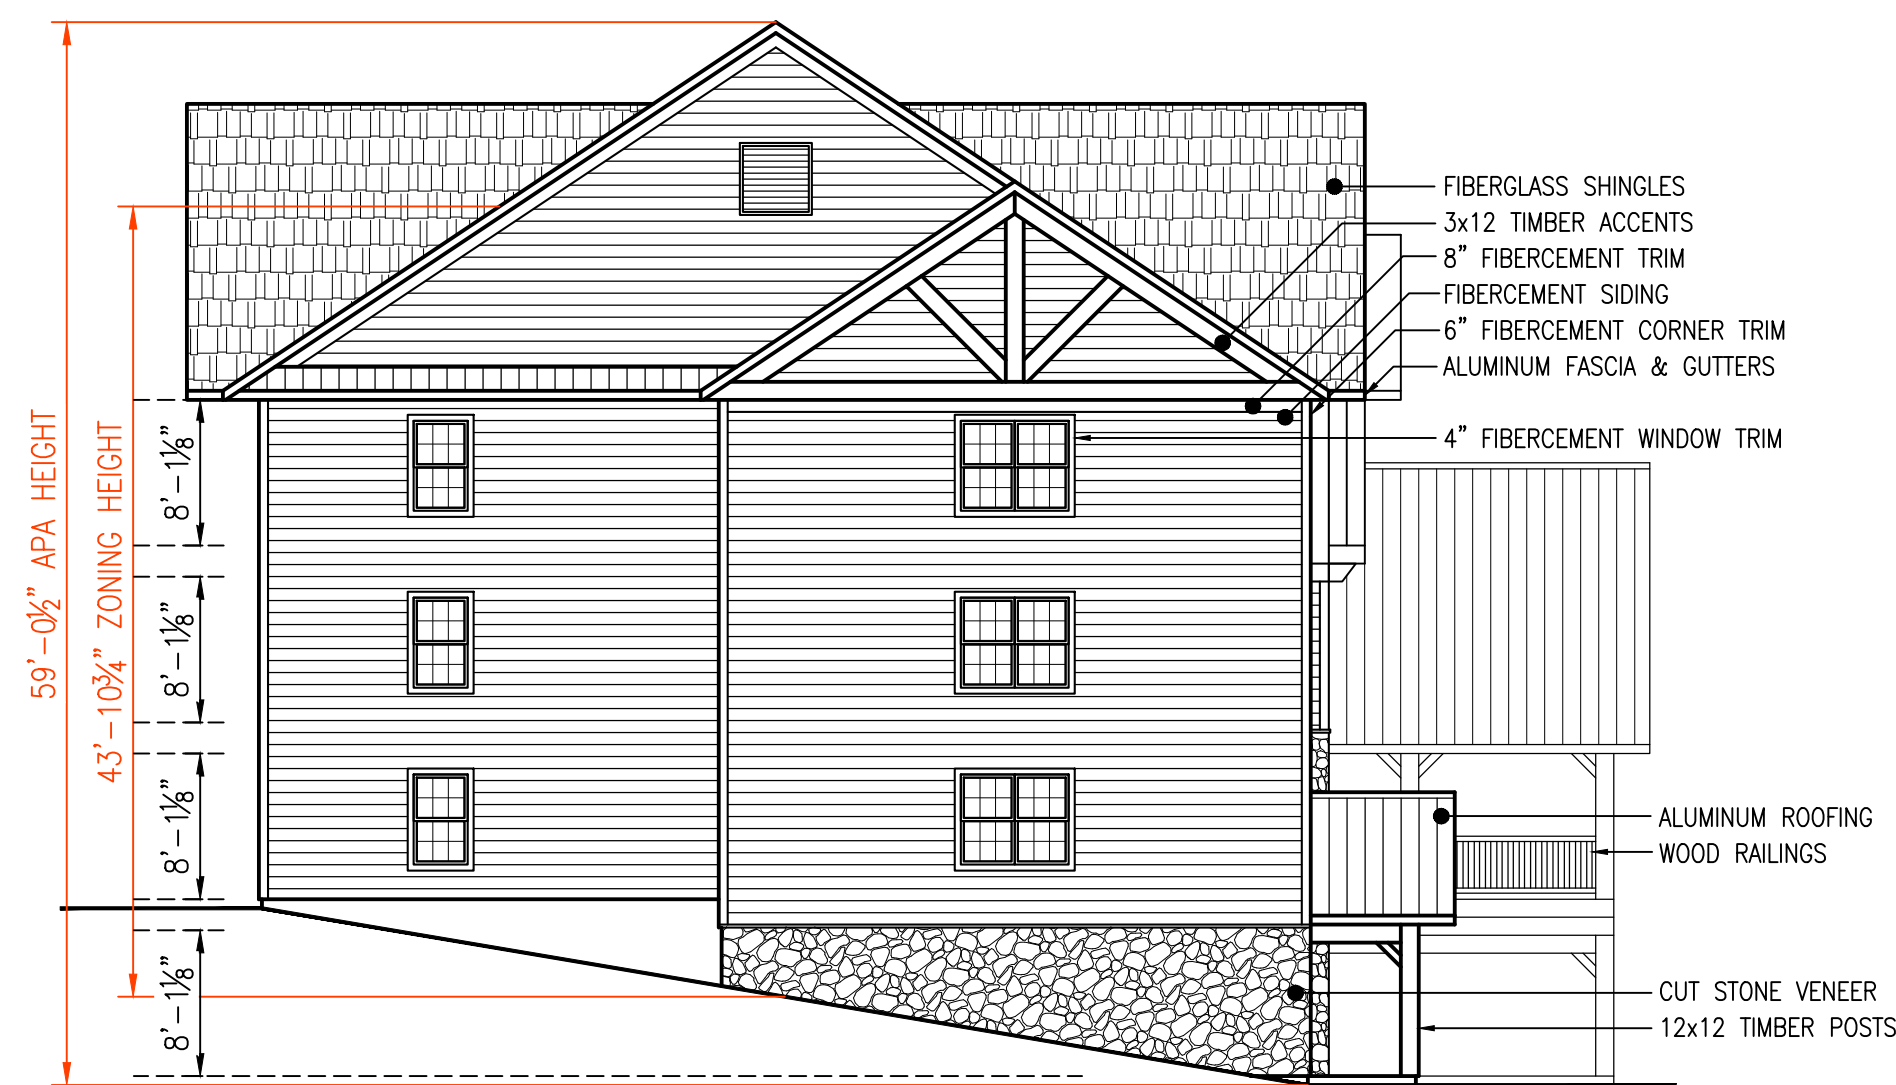 FIBERGLASS SHINGLES
3x12 TIMBER ACCENTS
8" FIBERCEMENT TRIM
FIBERCEMENT SIDING
6" FIBERCEMENT CORNER TRIM
ALUMINUM FASCIA & GUTTERS
4" FIBERCEMENT WINDOW TRIM
ALUMINUM ROOFING
WOOD RAILINGS
CUT STONE VENEER
12x12 TIMBER POSTS
59'-0½" APA HEIGHT
43'-10¾" ZONING HEIGHT
8'-1⅛"
8'-1⅛"
8'-1⅛"
8'-1⅛"